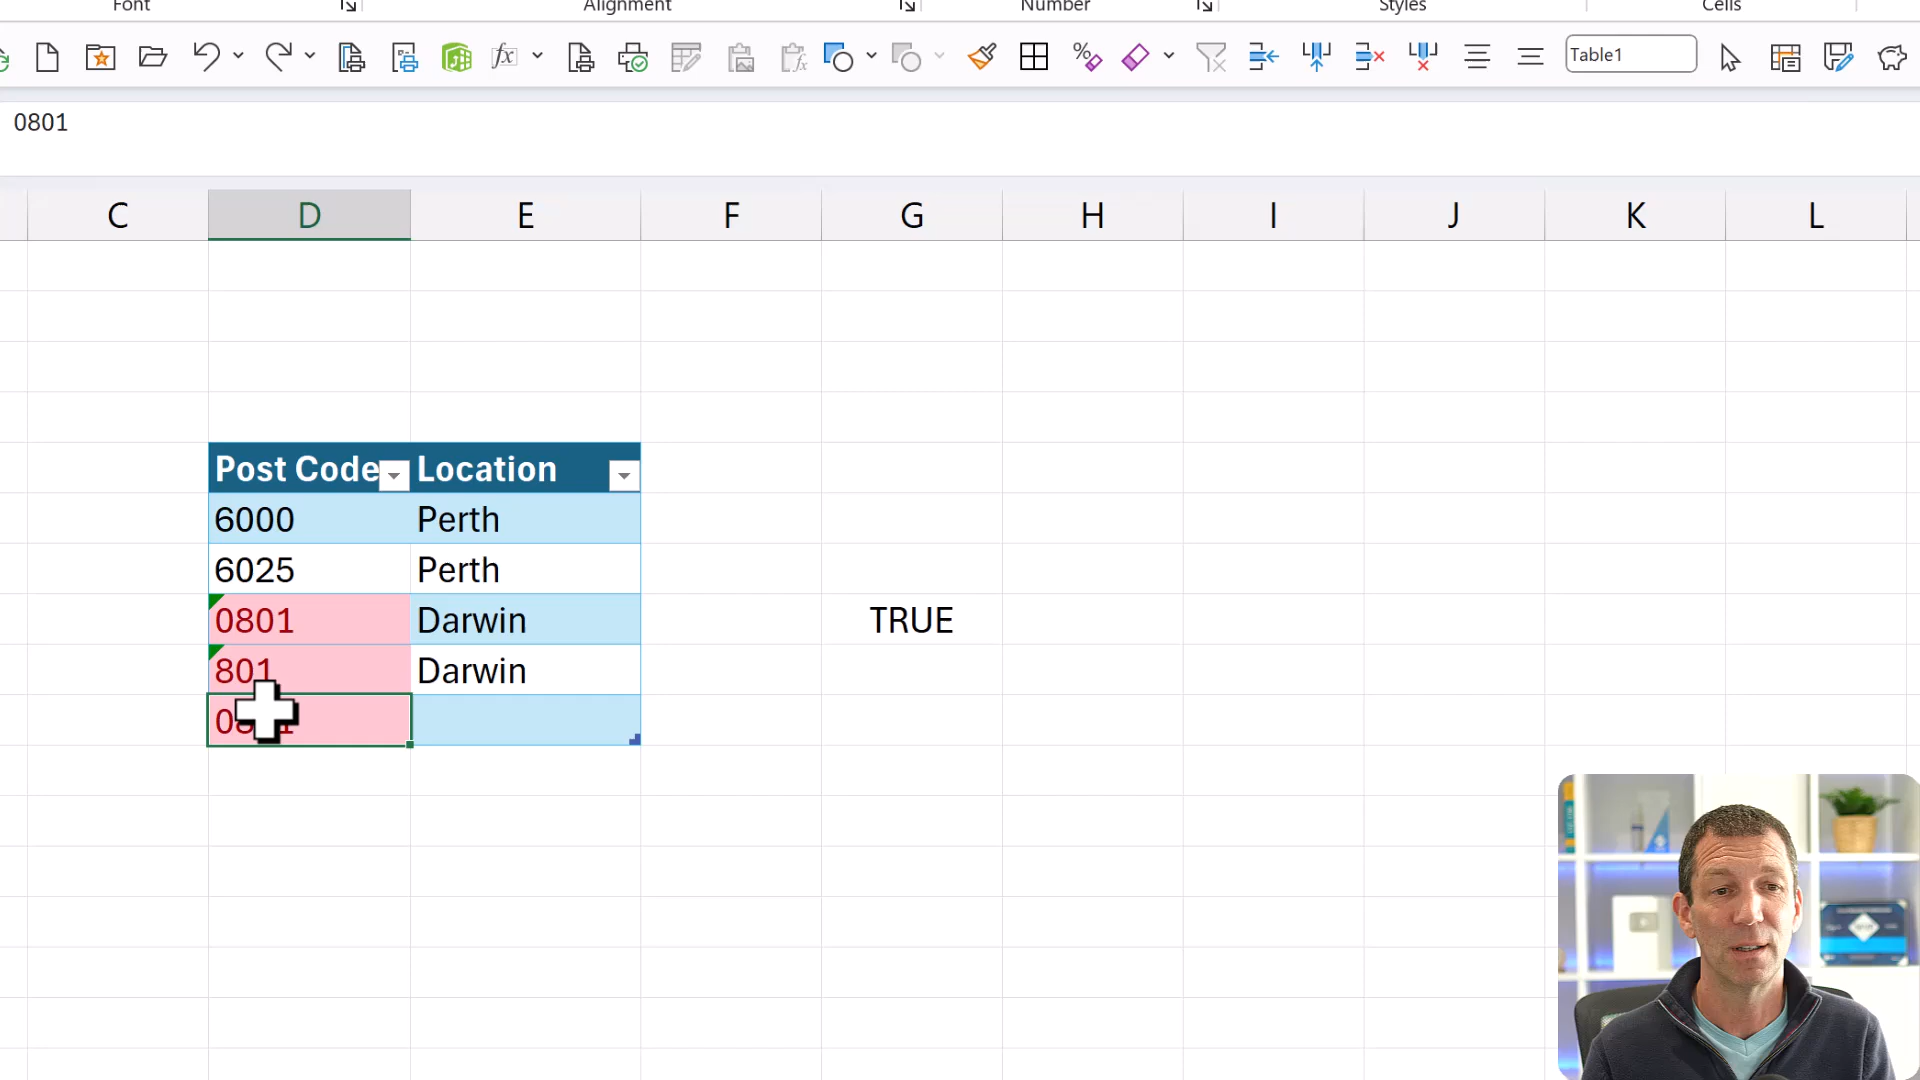 Font Alignment Number Styles Cells
fx Table1
0801
C D E F G H I J K L
Post Code Location
6000 Perth
6025 Perth
0801 Darwin TRUE
801 Darwin